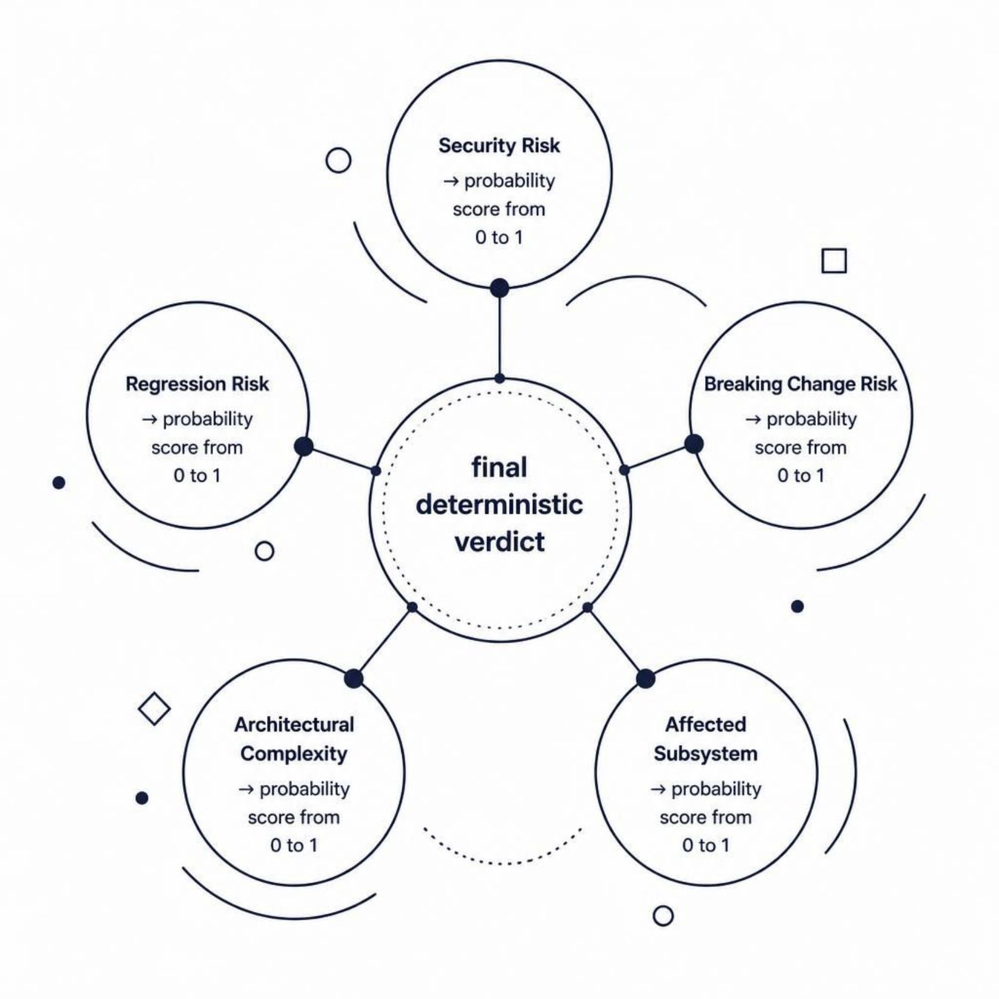 Security Risk
→ probability
score from
0 to 1
Regression Risk
→ probability
score from
0 to 1
Breaking Change Risk
→ probability
score from
0 to 1
final
deterministic
verdict
Architectural
Complexity
→ probability
score from
0 to 1
Affected
Subsystem
→ probability
score from
0 to 1